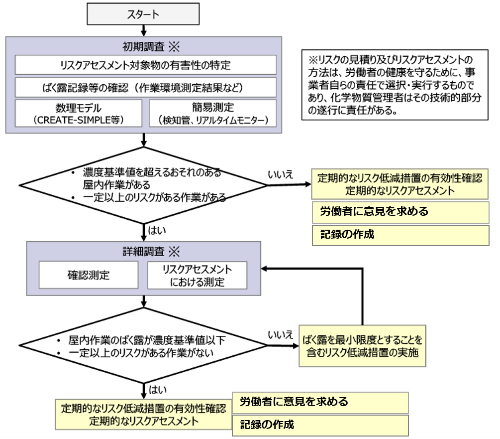 スタート
初期調査 ※
リスクアセスメント対象物の有害性の特定
ばく露記録等の確認（作業環境測定結果など）
数理モデル
（CREATE-SIMPLE等）
簡易測定
（検知管、リアルタイムモニター）
※リスクの見積り及びリスクアセスメントの
方法は、労働者の健康を守るために、事
業者自らの責任で選択・実行するもので
あり、化学物質管理者はその技術的部分
の遂行に責任がある。
• 濃度基準値を超えるおそれのある
屋内作業がある
• 一定以上のリスクがある作業がある
いいえ
定期的なリスク低減措置の有効性確認
定期的なリスクアセスメント
労働者に意見を求める
記録の作成
はい
詳細調査 ※
確認測定
リスクアセスメント
における測定
• 屋内作業のばく露が濃度基準値以下
• 一定以上のリスクがある作業がない
いいえ
ばく露を最小限度とすることを
含むリスク低減措置の実施
はい
定期的なリスク低減措置の有効性確認
定期的なリスクアセスメント
労働者に意見を求める
記録の作成